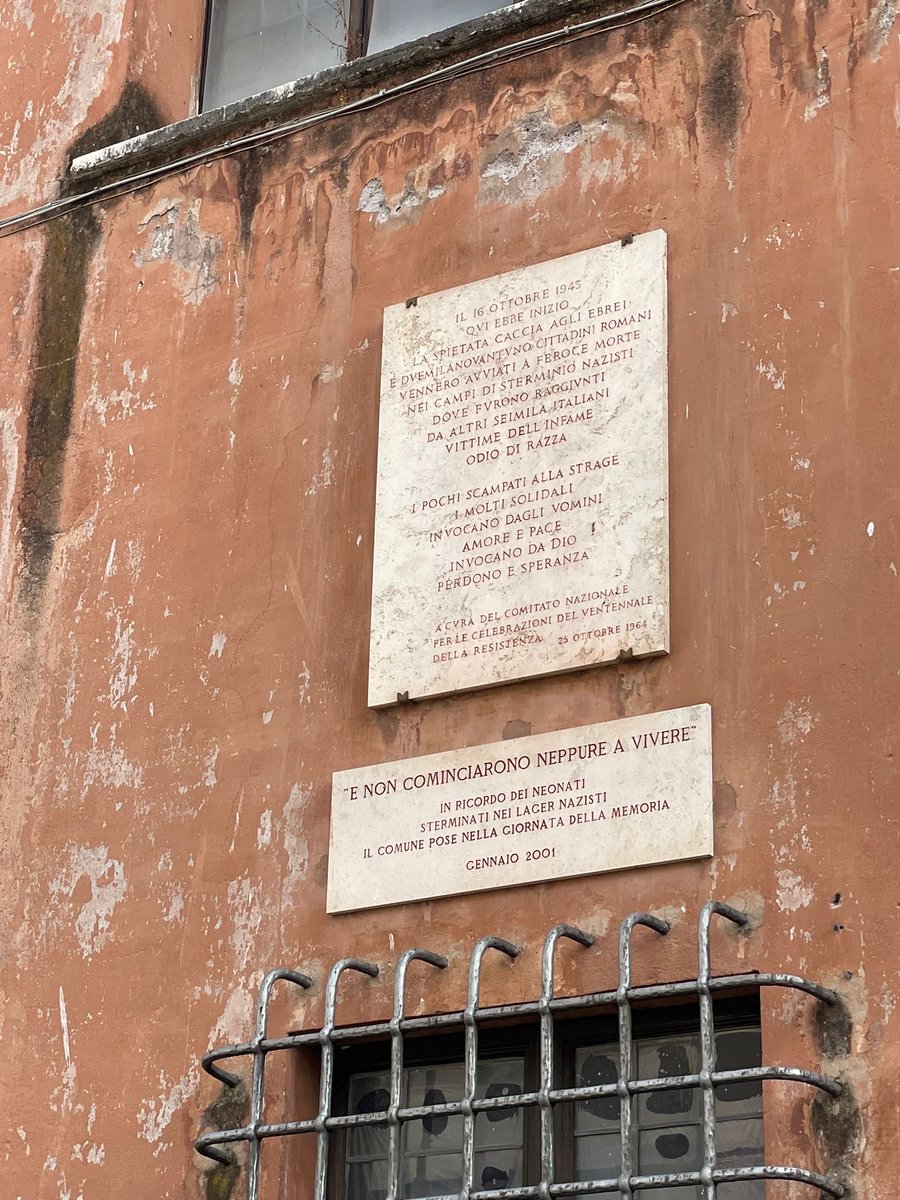 IL 16 OTTOBRE 1943
QVI EBBE INIZIO
LA SPIETATA CACCIA AGLI EBREI
E DVEMILANOVANTVNO CITTADINI ROMANI
VENNERO AVVIATI A FEROCE MORTE
NEI CAMPI DI STERMINIO NAZISTI
DOVE FVRONO RAGGIVNTI
DA ALTRI SEIMILA ITALIANI
VITTIME DELL'INFAME
ODIO DI RAZZA
I POCHI SCAMPATI ALLA STRAGE
I MOLTI SOLIDALI
INVOCANO DAGLI VOMINI
AMORE E PACE
INVOCANO DA DIO
PERDONO E SPERANZA
A CVRA DEL COMITATO NAZIONALE
PER LE CELEBRAZIONI DEL VENTENNALE
DELLA RESISTENZA 25 OTTOBRE 1964
"E NON COMINCIARONO NEPPURE A VIVERE"
IN RICORDO DEI NEONATI
STERMINATI NEI LAGER NAZISTI
IL COMUNE POSE NELLA GIORNATA DELLA MEMORIA
GENNAIO 2001